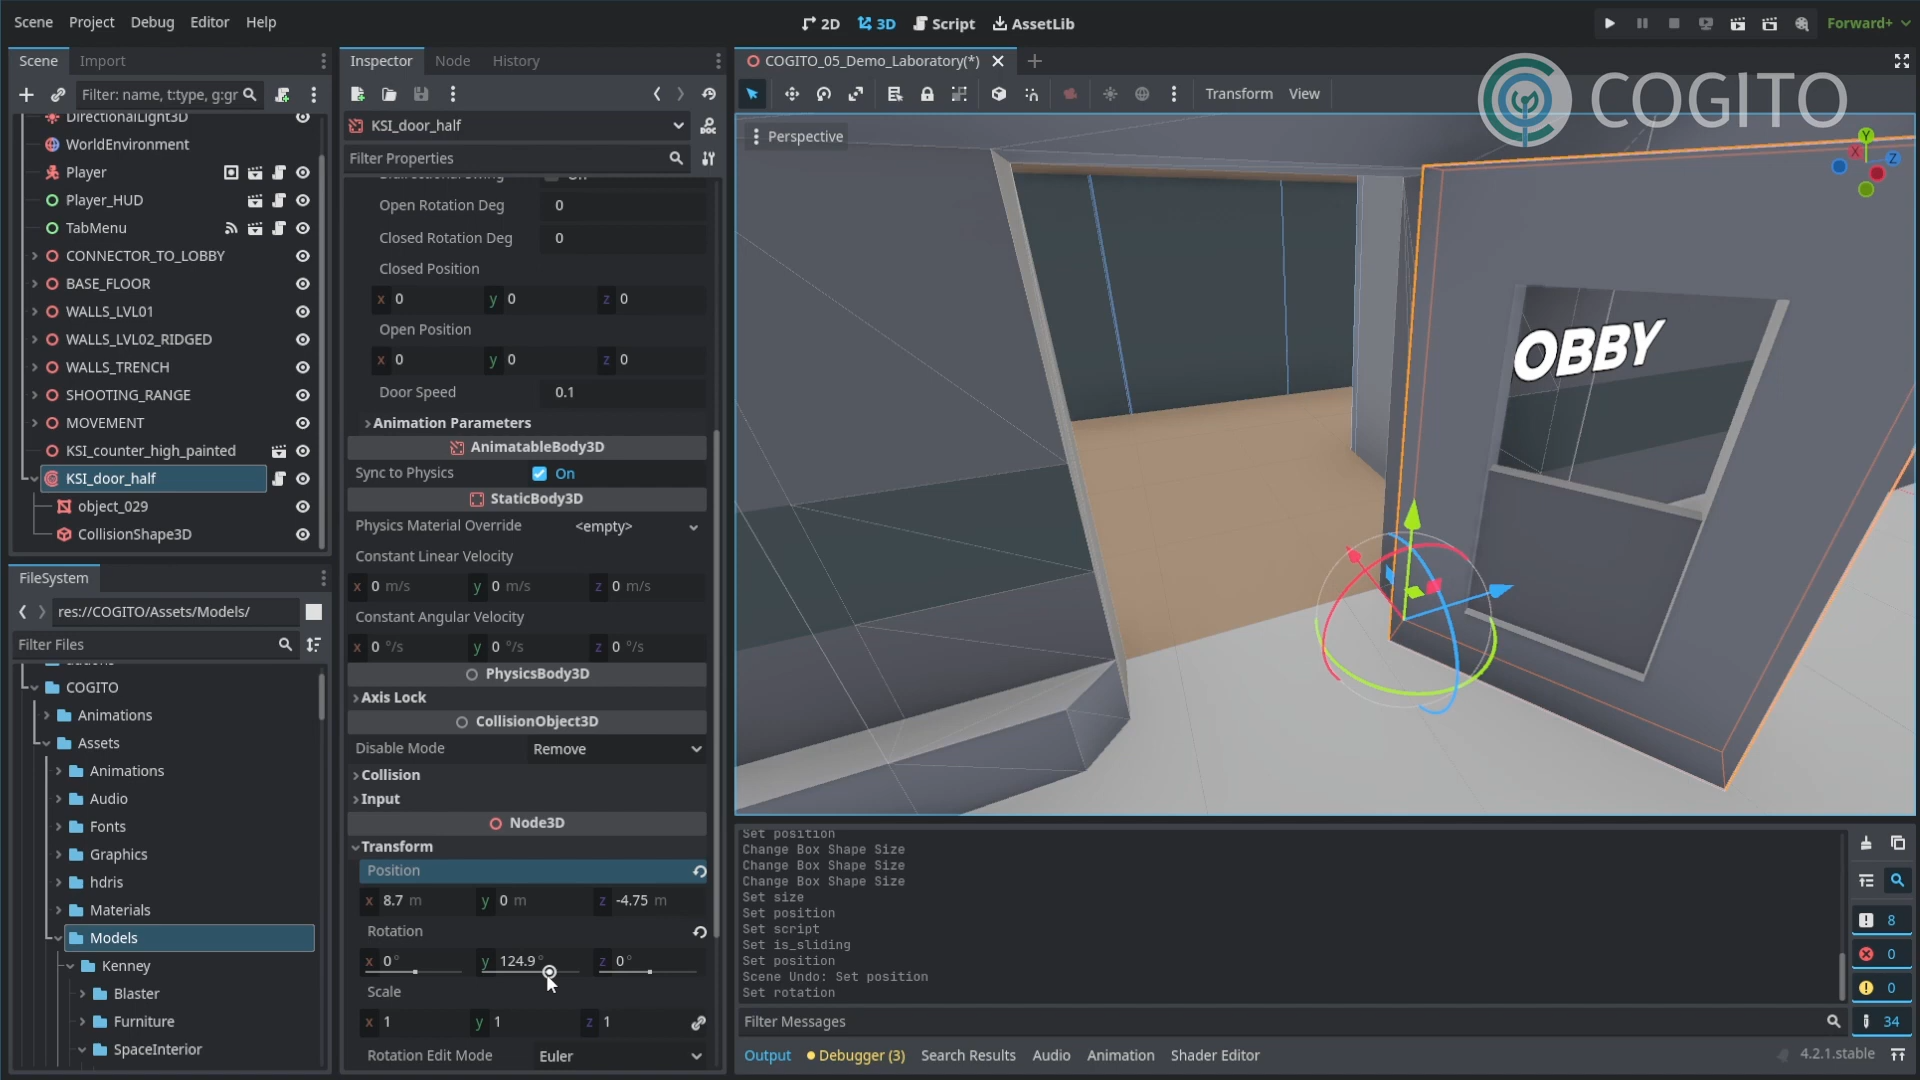 Scene Project Debug Editor Help
2D 3D Script AssetLib
Forward+
Scene Import
Filter: name, t:type, g:gr
DirectionalLight3D
WorldEnvironment
Player
Player_HUD
TabMenu
CONNECTOR_TO_LOBBY
BASE_FLOOR
WALLS_LVL01
WALLS_LVL02_RIDGED
WALLS_TRENCH
SHOOTING_RANGE
MOVEMENT
KSI_counter_high_painted
KSI_door_half
object_029
CollisionShape3D
FileSystem
res://COGITO/Assets/Models/
Filter Files
COGITO
Animations
Assets
Animations
Audio
Fonts
Graphics
hdris
Materials
Models
Kenney
Blaster
Furniture
SpaceInterior
Inspector Node History
KSI_door_half
Filter Properties
Open Rotation Deg 0
Closed Rotation Deg 0
Closed Position
x 0 y 0 z 0
Open Position
x 0 y 0 z 0
Door Speed 0.1
Animation Parameters
AnimatableBody3D
Sync to Physics On
StaticBody3D
Physics Material Override <empty>
Constant Linear Velocity
x 0 m/s y 0 m/s z 0 m/s
Constant Angular Velocity
x 0 °/s y 0 °/s z 0 °/s
PhysicsBody3D
Axis Lock
CollisionObject3D
Disable Mode Remove
Collision
Input
Node3D
Transform
Position
x 8.7 m y 0 m z -4.75 m
Rotation
x 0 ° y 124.9 ° z 0 °
Scale
x 1 y 1 z 1
Rotation Edit Mode Euler
COGITO_05_Demo_Laboratory(*)
Transform View
COGITO
Perspective
Y
X
Z
OBBY
Set position
Change Box Shape Size
Change Box Shape Size
Change Box Shape Size
Set size
Set position
Set script
Set is_sliding
Set position
Scene Undo: Set position
Set rotation
Filter Messages
8
0
0
34
Output Debugger (3) Search Results Audio Animation Shader Editor
4.2.1.stable